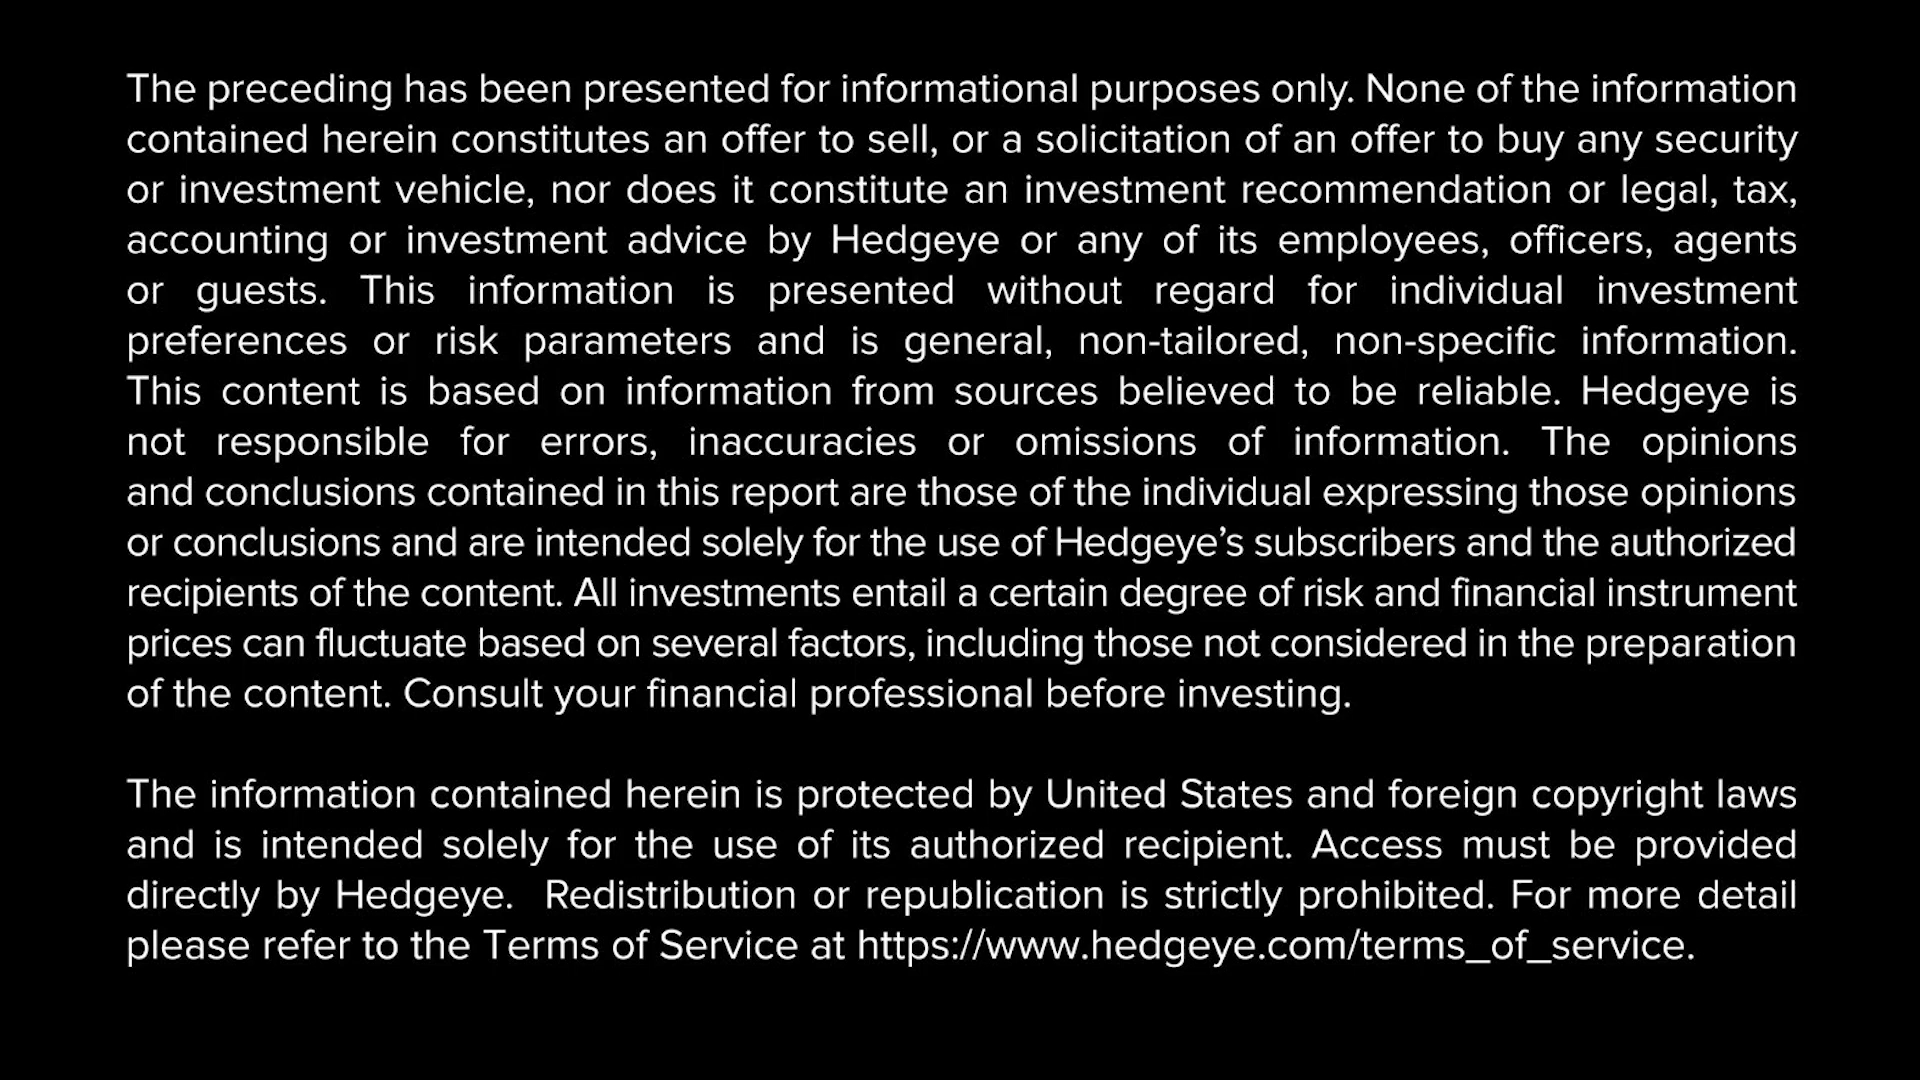 The preceding has been presented for informational purposes only. None of the information
contained herein constitutes an offer to sell, or a solicitation of an offer to buy any security
or investment vehicle, nor does it constitute an investment recommendation or legal, tax,
accounting or investment advice by Hedgeye or any of its employees, officers, agents
or guests. This information is presented without regard for individual investment
preferences or risk parameters and is general, non-tailored, non-specific information.
This content is based on information from sources believed to be reliable. Hedgeye is
not responsible for errors, inaccuracies or omissions of information. The opinions
and conclusions contained in this report are those of the individual expressing those opinions
or conclusions and are intended solely for the use of Hedgeye’s subscribers and the authorized
recipients of the content. All investments entail a certain degree of risk and financial instrument
prices can fluctuate based on several factors, including those not considered in the preparation
of the content. Consult your financial professional before investing.
The information contained herein is protected by United States and foreign copyright laws
and is intended solely for the use of its authorized recipient. Access must be provided
directly by Hedgeye.  Redistribution or republication is strictly prohibited. For more detail
please refer to the Terms of Service at https://www.hedgeye.com/terms_of_service.